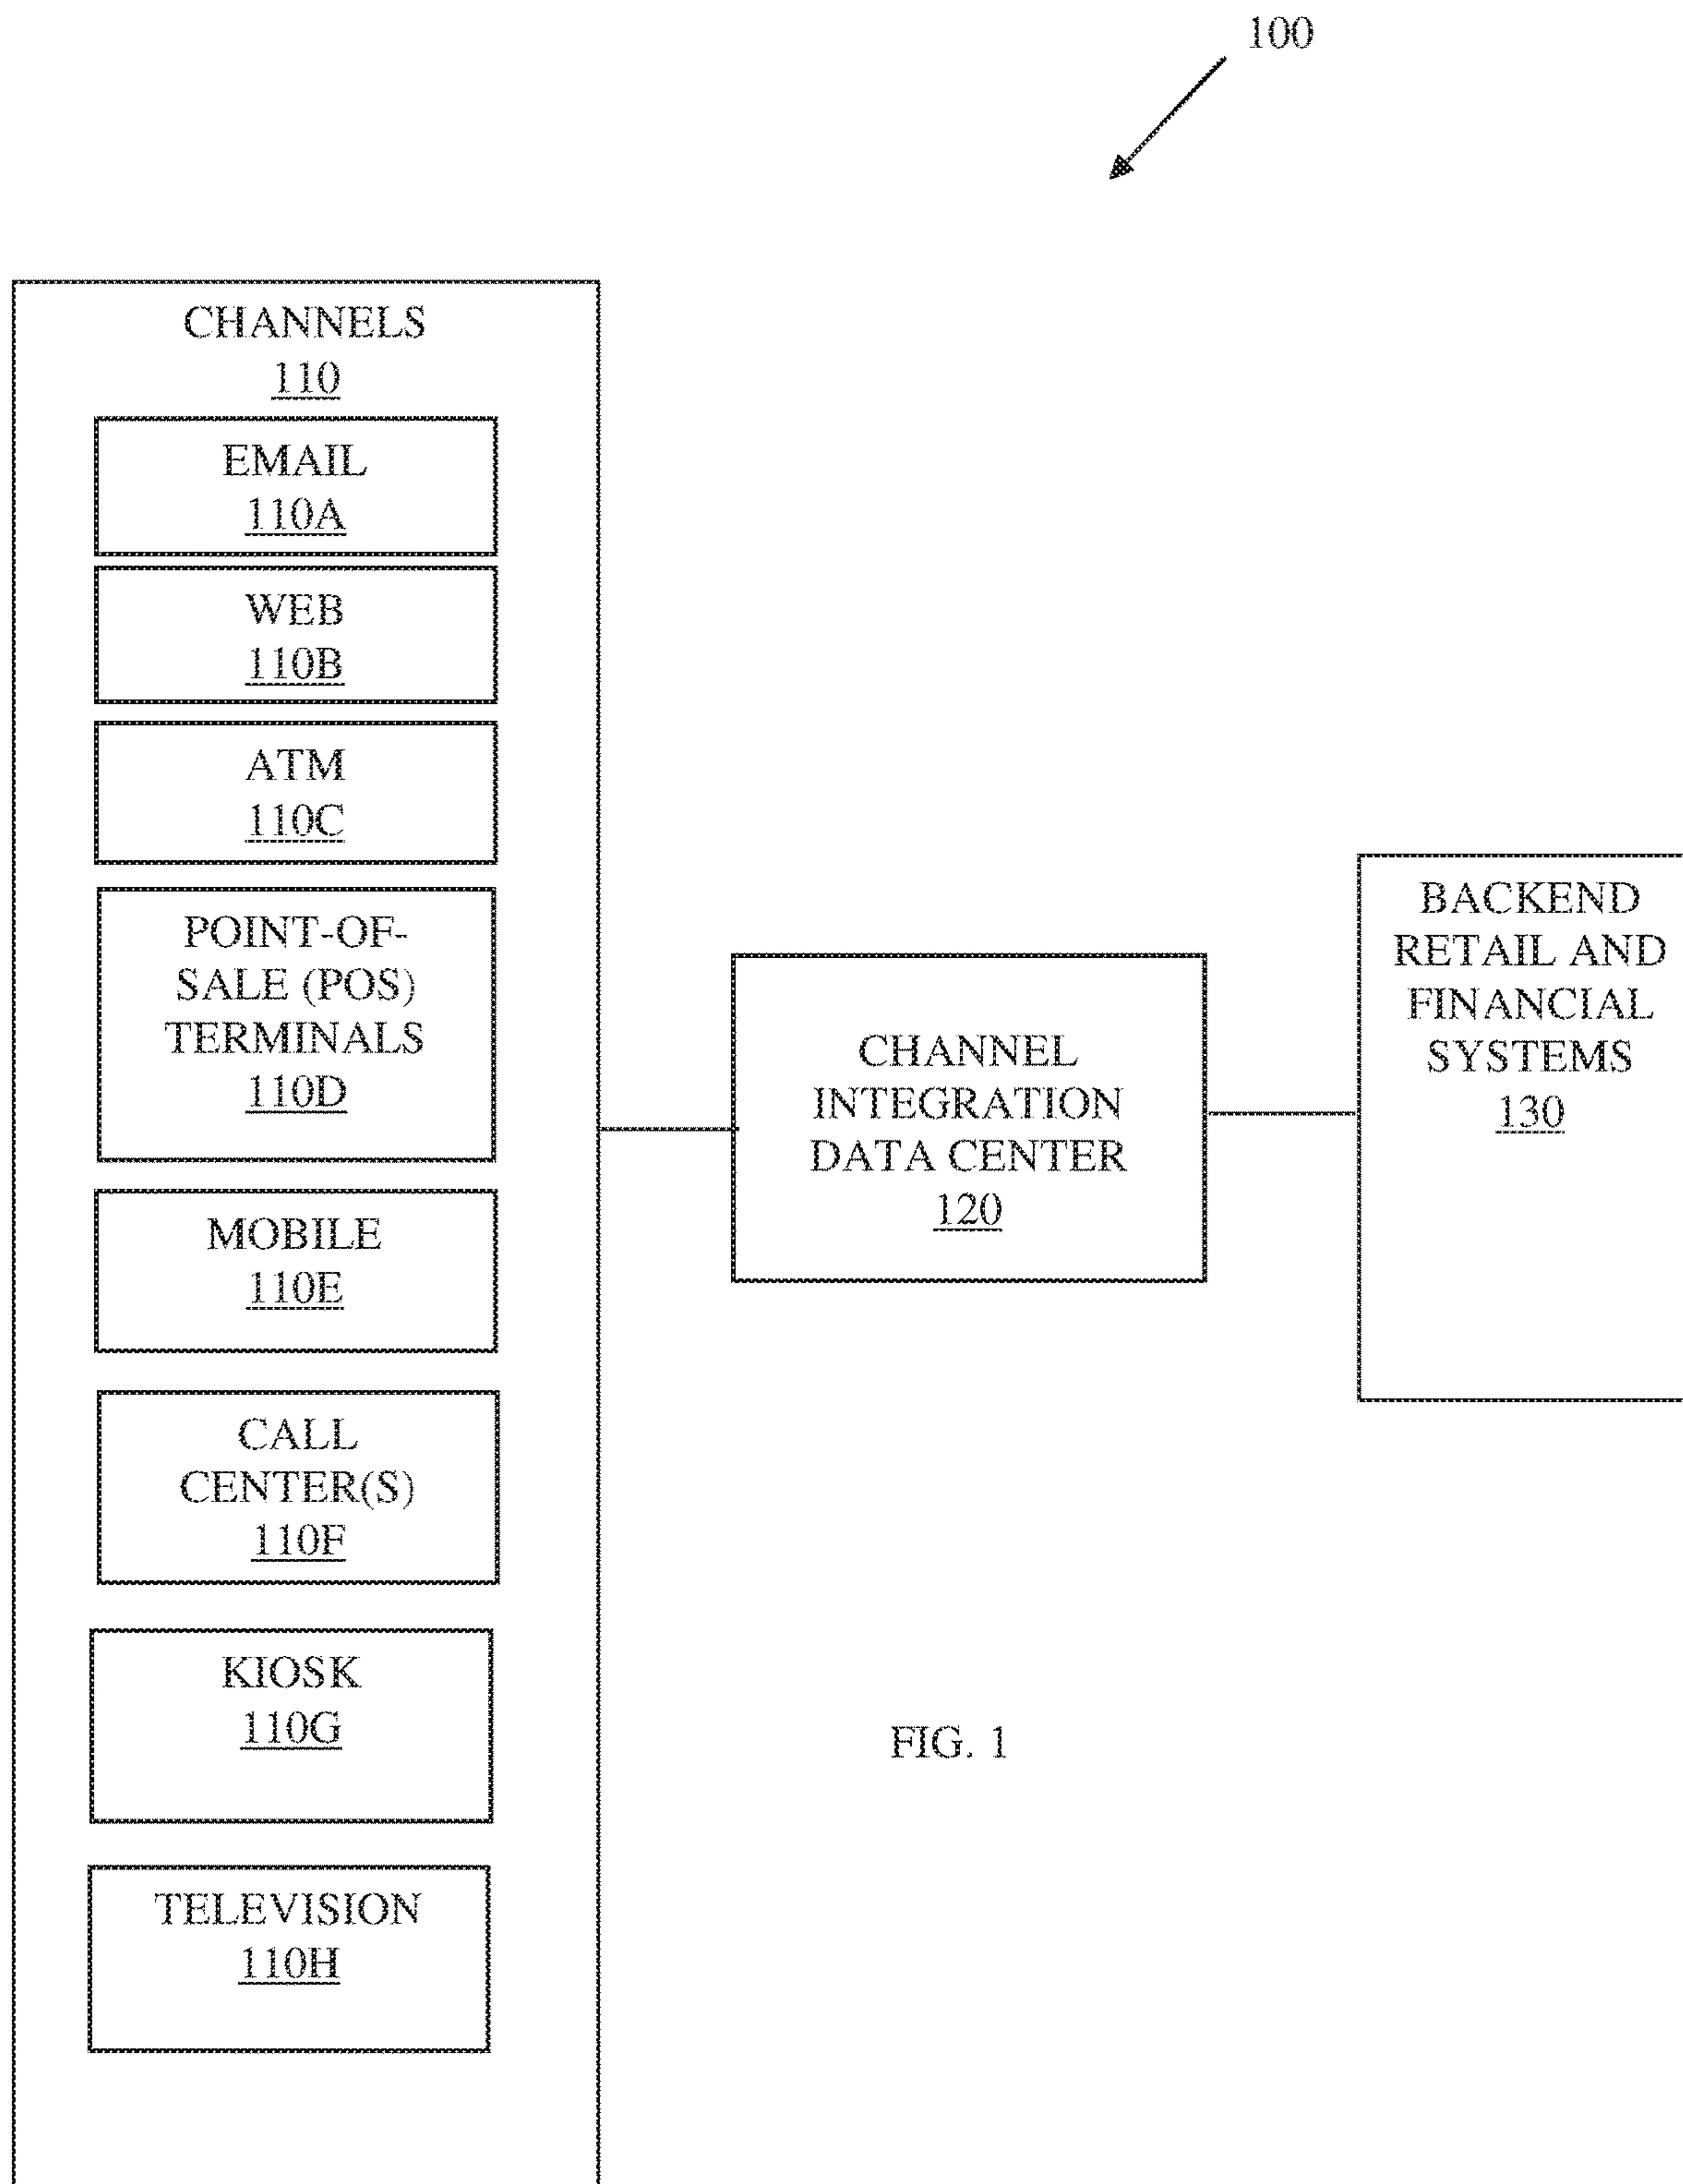 100
CHANNELS
110
EMAIL
110A
WEB
110B
ATM
110C
POINT-OF-
SALE (POS)
TERMINALS
110D
MOBILE
110E
CALL
CENTER(S)
110F
KIOSK
110G
TELEVISION
110H
CHANNEL
INTEGRATION
DATA CENTER
120
BACKEND
RETAIL AND
FINANCIAL
SYSTEMS
130
FIG. 1